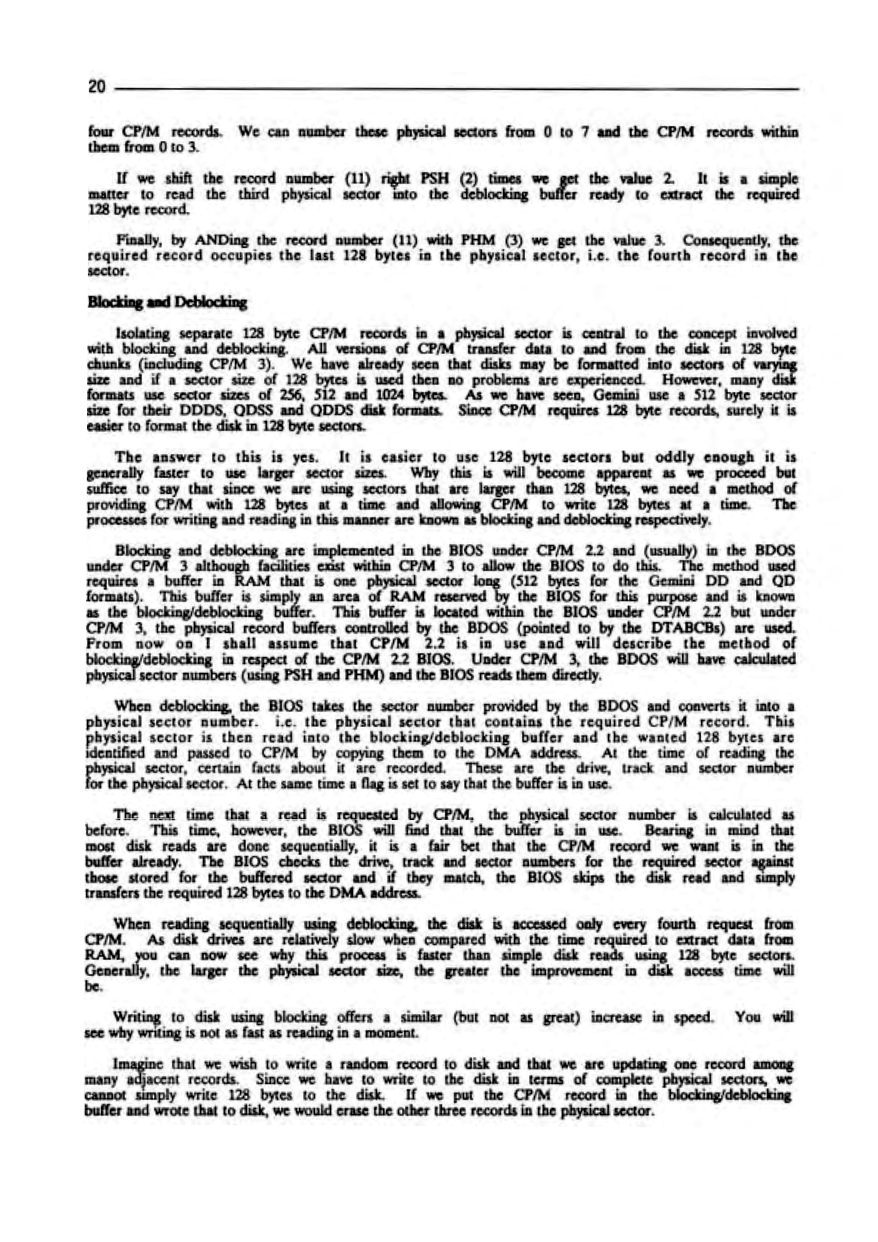 20
four CP/M records. We can number these physical sectors from 0 to 7 and the CP/M records within
them from 0 to 3.
If we shift the record number (11) right PSH (2) times we get the value 2. It is a simple
matter to read the third physical sector into the deblocking buffer ready to extract the required
128 byte record.
Finally, by ANDing the record number (11) with PHM (3) we get the value 3. Consequently, the
required record occupies the last 128 bytes in the physical sector, i.e. the fourth record in the
sector.
Blocking and Deblocking
Isolating separate 128 byte CP/M records in a physical sector is central to the concept involved
with blocking and deblocking. All versions of CP/M transfer data to and from the disk in 128 byte
chunks (including CP/M 3). We have already seen that disks may be formatted into sectors of varying
size and if a sector size of 128 bytes is used then no problems are experienced. However, many disk
formats use sector sizes of 256, 512 and 1024 bytes. As we have seen, Gemini use a 512 byte sector
size for their DDDS, QDSS and QDDS disk formats. Since CP/M requires 128 byte records, surely it is
easier to format the disk in 128 byte sectors.
The answer to this is yes. It is easier to use 128 byte sectors but oddly enough it is
generally faster to use larger sector sizes. Why this is will become apparent as we proceed but
suffice to say that since we are using sectors that are larger than 128 bytes, we need a method of
providing CP/M with 128 bytes at a time and allowing CP/M to write 128 bytes at a time. The
processes for writing and reading in this manner are known as blocking and deblocking respectively.
Blocking and deblocking are implemented in the BIOS under CP/M 2.2 and (usually) in the BDOS
under CP/M 3 although facilities exist within CP/M 3 to allow the BIOS to do this. The method used
requires a buffer in RAM that is one physical sector long (512 bytes for the Gemini DD and QD
formats). This buffer is simply an area of RAM reserved by the BIOS for this purpose and is known
as the blocking/deblocking buffer. This buffer is located within the BIOS under CP/M 2.2 but under
CP/M 3, the physical record buffers controlled by the BDOS (pointed to by the DTABCBs) are used.
From now on I shall assume that CP/M 2.2 is in use and will describe the method of
blocking/deblocking in respect of the CP/M 2.2 BIOS. Under CP/M 3, the BDOS will have calculated
physical sector numbers (using PSH and PHM) and the BIOS reads them directly.
When deblocking, the BIOS takes the sector number provided by the BDOS and converts it into a
physical sector number. i.e. the physical sector that contains the required CP/M record. This
physical sector is then read into the blocking/deblocking buffer and the wanted 128 bytes are
identified and passed to CP/M by copying them to the DMA address. At the time of reading the
physical sector, certain facts about it are recorded. These are the drive, track and sector number
for the physical sector. At the same time a flag is set to say that the buffer is in use.
The next time that a read is requested by CP/M, the physical sector number is calculated as
before. This time, however, the BIOS will find that the buffer is in use. Bearing in mind that
most disk reads are done sequentially, it is a fair bet that the CP/M record we want is in the
buffer already. The BIOS checks the drive, track and sector numbers for the required sector against
those stored for the buffered sector and if they match, the BIOS skips the disk read and simply
transfers the required 128 bytes to the DMA address.
When reading sequentially using deblocking, the disk is accessed only every fourth request from
CP/M. As disk drives are relatively slow when compared with the time required to extract data from
RAM, you can now see why this process is faster than simple disk reads using 128 byte sectors.
Generally, the larger the physical sector size, the greater the improvement in disk access time will
be.
Writing to disk using blocking offers a similar (but not as great) increase in speed. You will
see why writing is not as fast as reading in a moment.
Imagine that we wish to write a random record to disk and that we are updating one record among
many adjacent records. Since we have to write to the disk in terms of complete physical sectors, we
cannot simply write 128 bytes to the disk. If we put the CP/M record in the blocking/deblocking
buffer and wrote that to disk, we would erase the other three records in the physical sector.